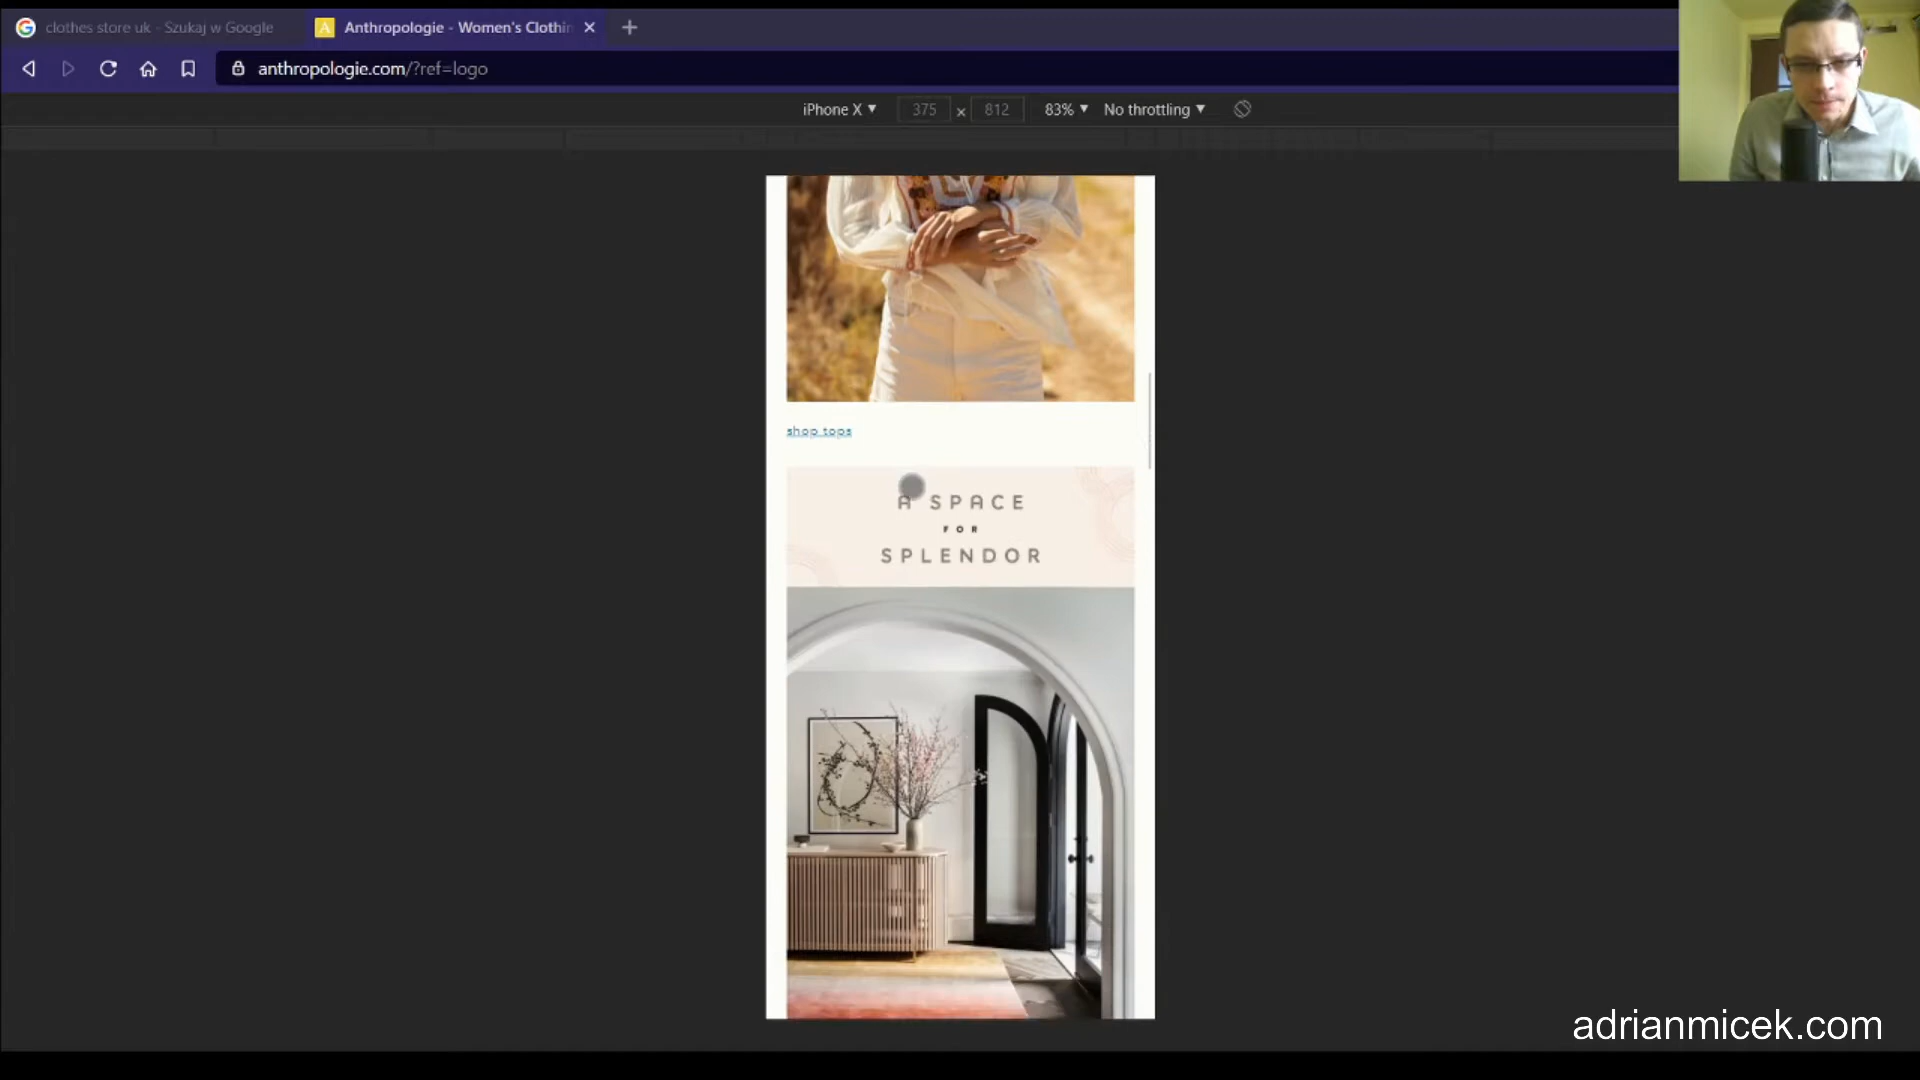 clothes store uk - Szukaj w Google
A Anthropologie - Women's Clothin
anthropologie.com/?ref=logo
iPhone X 375 x 812 83% No throttling
shop tops
A SPACE
FOR
SPLENDOR
adrianmicek.com